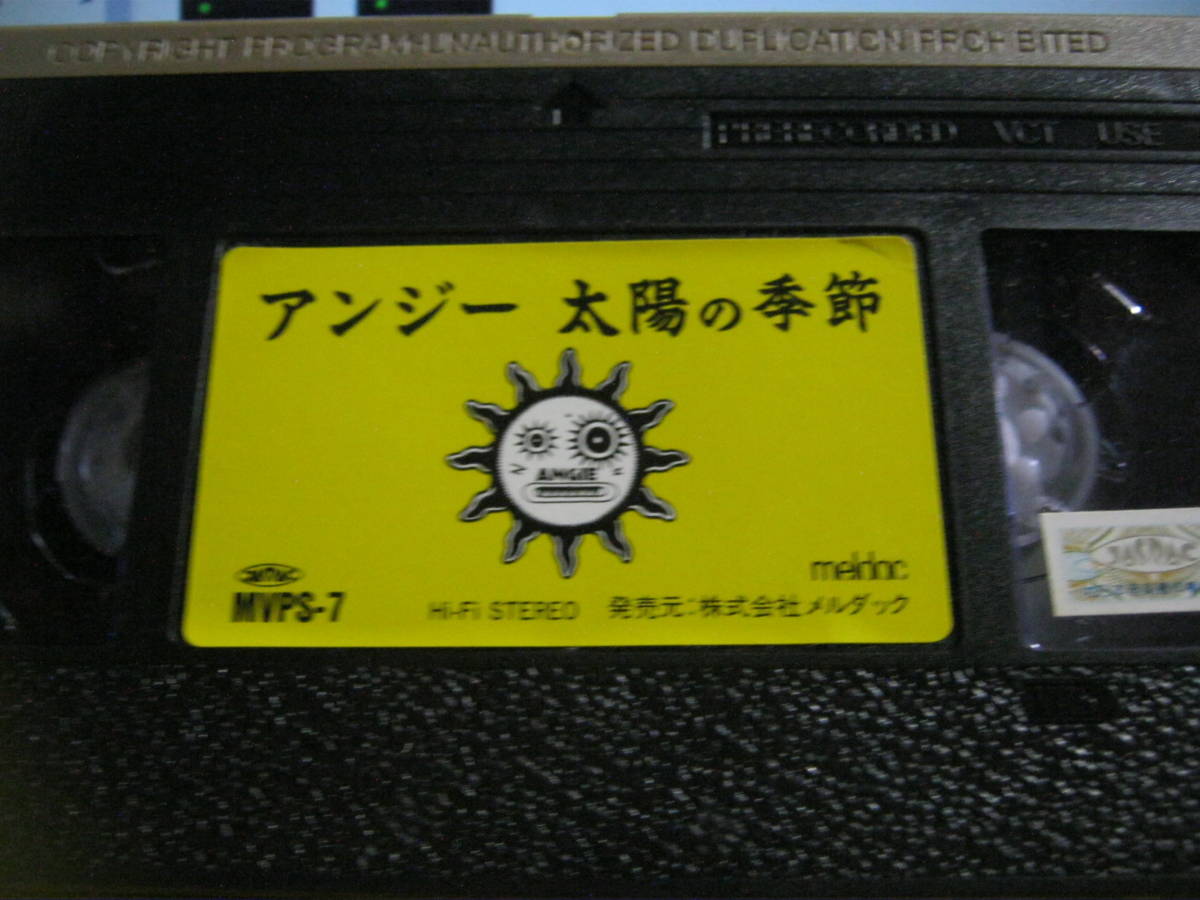 COPYRIGHT PROGRAM-UNAUTHORIZED DUPLICATION PROHIBITED
PRERECORDED VCT USE
アンジー 太陽の季節
ANGIE
meldac
MVPS-7
Hi-Fi STEREO 発売元:株式会社メルダック